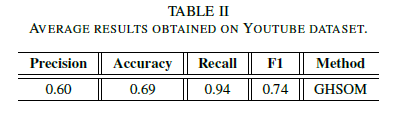 TABLE II
AVERAGE RESULTS OBTAINED ON YOUTUBE DATASET.
Precision Accuracy Recall F1 Method
0.60 0.69 0.94 0.74 GHSOM